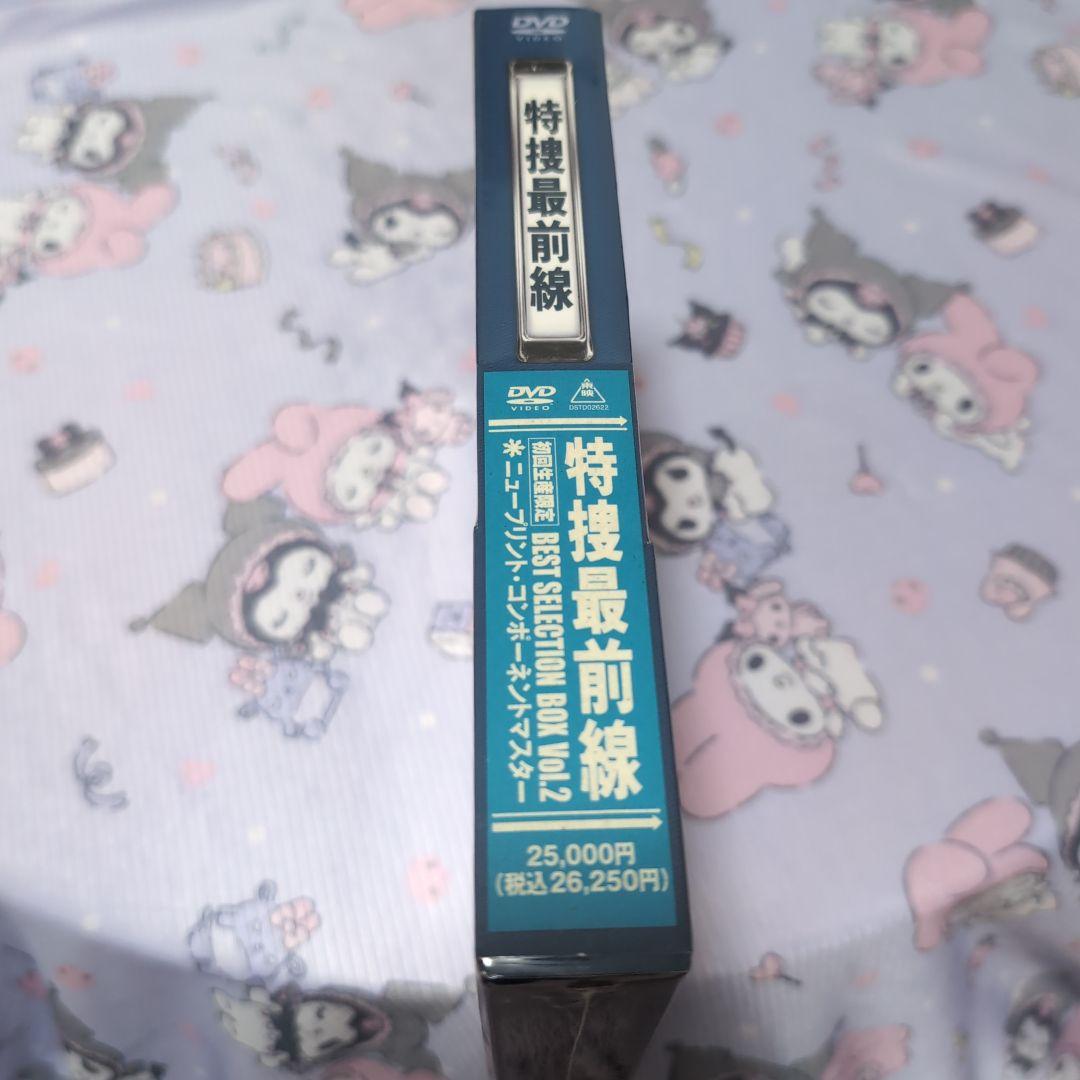 DVD
VIDEO
特捜最前線
DVD
VIDEO
東映
DSTD02622
特捜最前線
初回生産限定 BEST SELECTION BOX Vol.2
＊ニュープリント・コンポーネントマスター
25,000円
(税込26,250円)